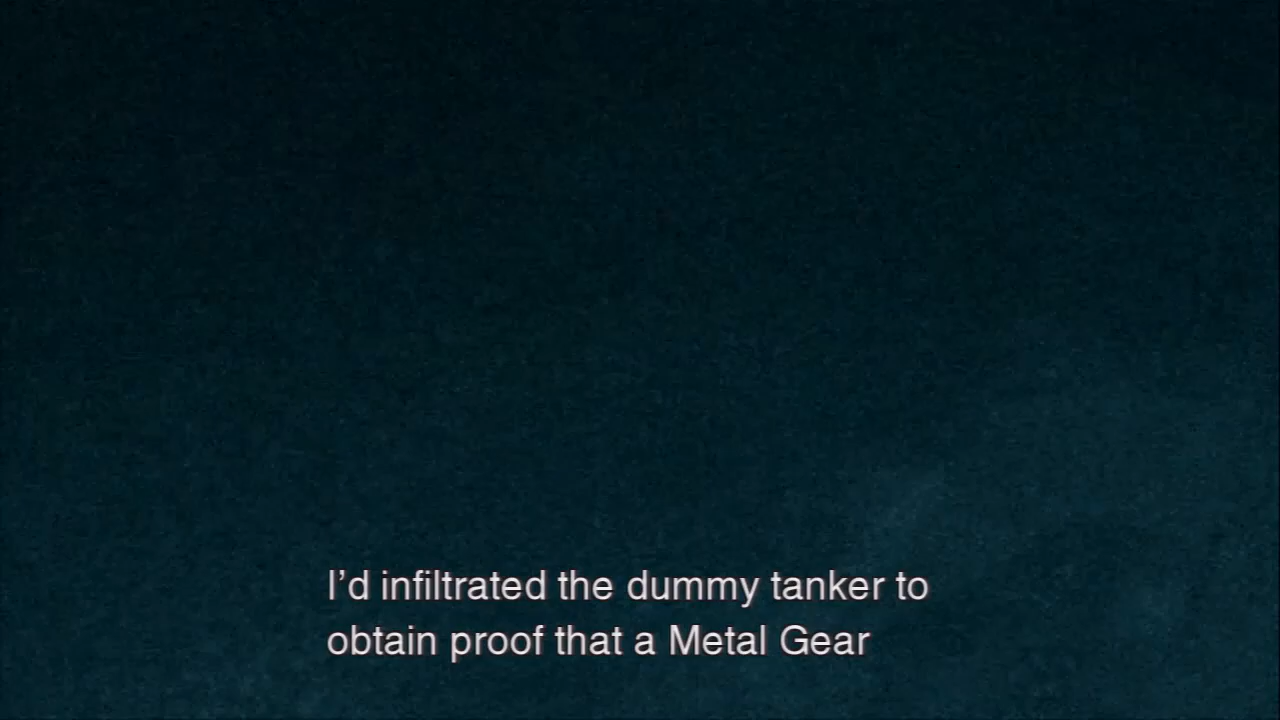 I’d infiltrated the dummy tanker to
obtain proof that a Metal Gear